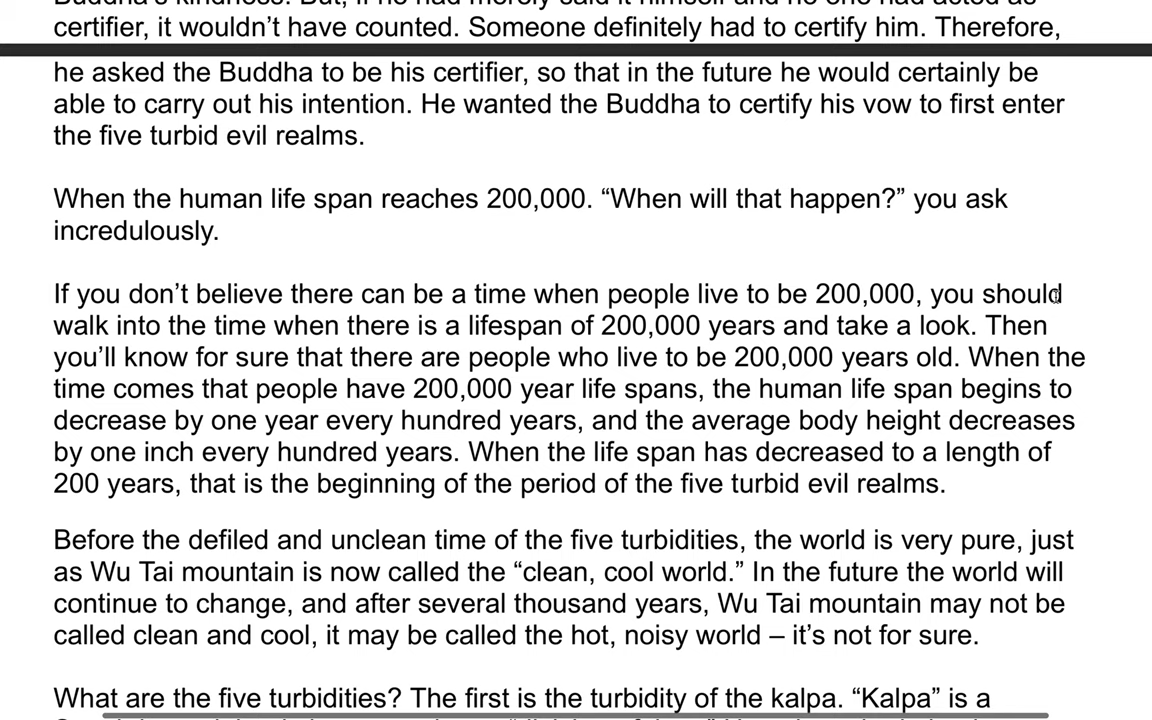 certifier, it wouldn’t have counted. Someone definitely had to certify him. Therefore,
he asked the Buddha to be his certifier, so that in the future he would certainly be
able to carry out his intention. He wanted the Buddha to certify his vow to first enter
the five turbid evil realms.
When the human life span reaches 200,000. “When will that happen?” you ask
incredulously.
If you don’t believe there can be a time when people live to be 200,000, you should
walk into the time when there is a lifespan of 200,000 years and take a look. Then
you’ll know for sure that there are people who live to be 200,000 years old. When the
time comes that people have 200,000 year life spans, the human life span begins to
decrease by one year every hundred years, and the average body height decreases
by one inch every hundred years. When the life span has decreased to a length of
200 years, that is the beginning of the period of the five turbid evil realms.
Before the defiled and unclean time of the five turbidities, the world is very pure, just
as Wu Tai mountain is now called the “clean, cool world.” In the future the world will
continue to change, and after several thousand years, Wu Tai mountain may not be
called clean and cool, it may be called the hot, noisy world – it’s not for sure.
What are the five turbidities? The first is the turbidity of the kalpa. “Kalpa” is a